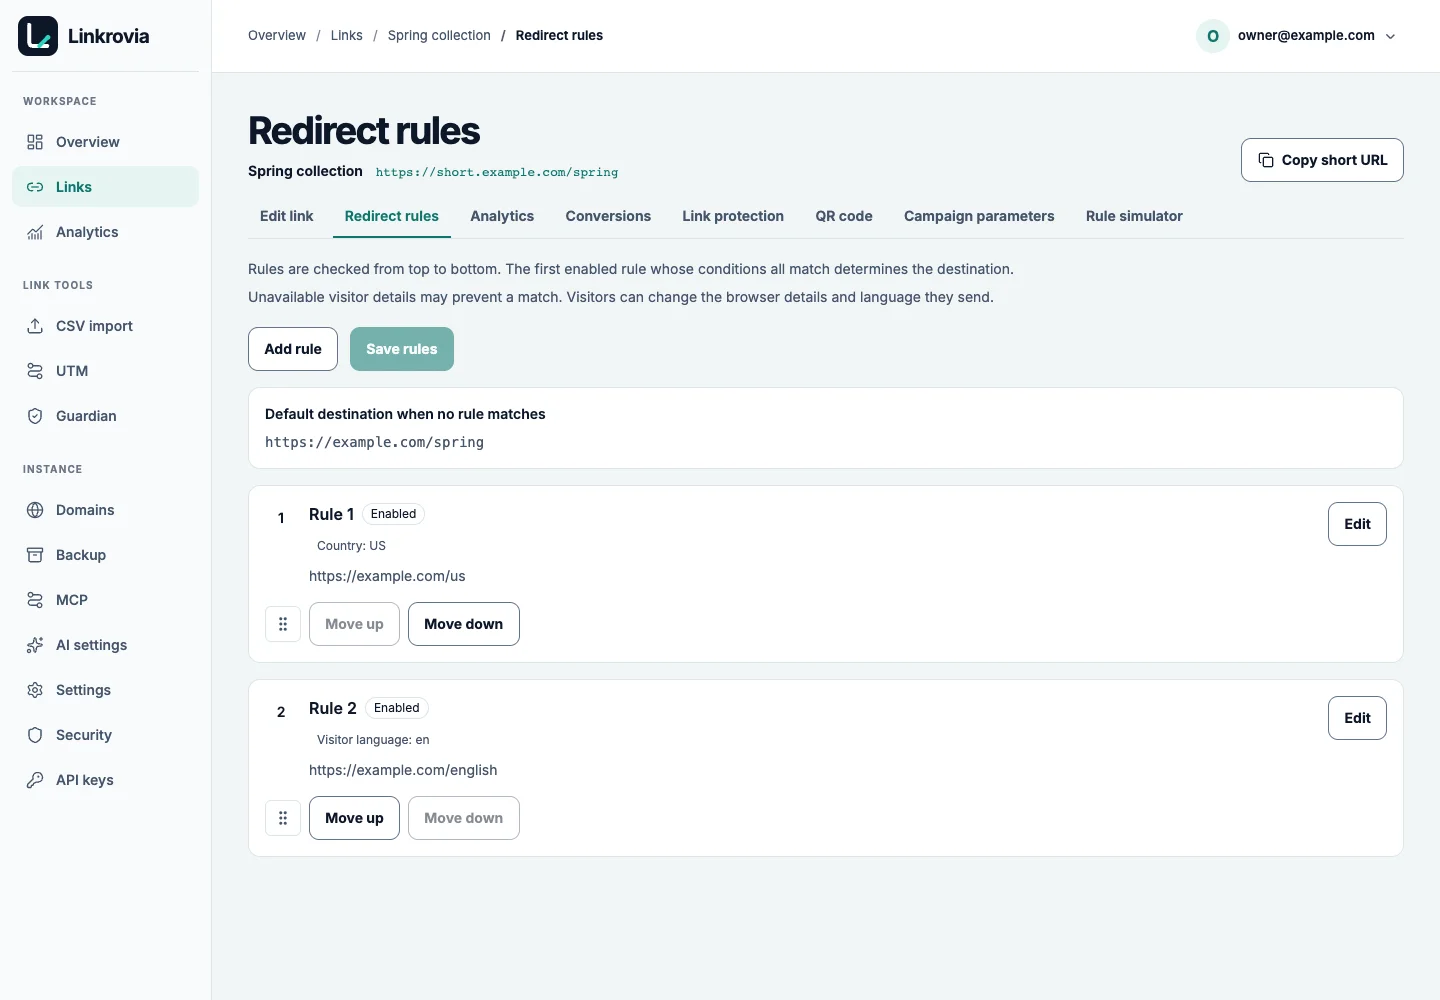 Linkrovia
WORKSPACE
Overview
Links
Analytics
LINK TOOLS
CSV import
UTM
Guardian
INSTANCE
Domains
Backup
MCP
AI settings
Settings
Security
API keys
Overview / Links / Spring collection / Redirect rules
O owner@example.com
Redirect rules
Spring collection https://short.example.com/spring
Copy short URL
Edit link Redirect rules Analytics Conversions Link protection QR code Campaign parameters Rule simulator
Rules are checked from top to bottom. The first enabled rule whose conditions all match determines the destination.
Unavailable visitor details may prevent a match. Visitors can change the browser details and language they send.
Add rule Save rules
Default destination when no rule matches
https://example.com/spring
1 Rule 1 Enabled Edit
Country: US
https://example.com/us
Move up Move down
2 Rule 2 Enabled Edit
Visitor language: en
https://example.com/english
Move up Move down